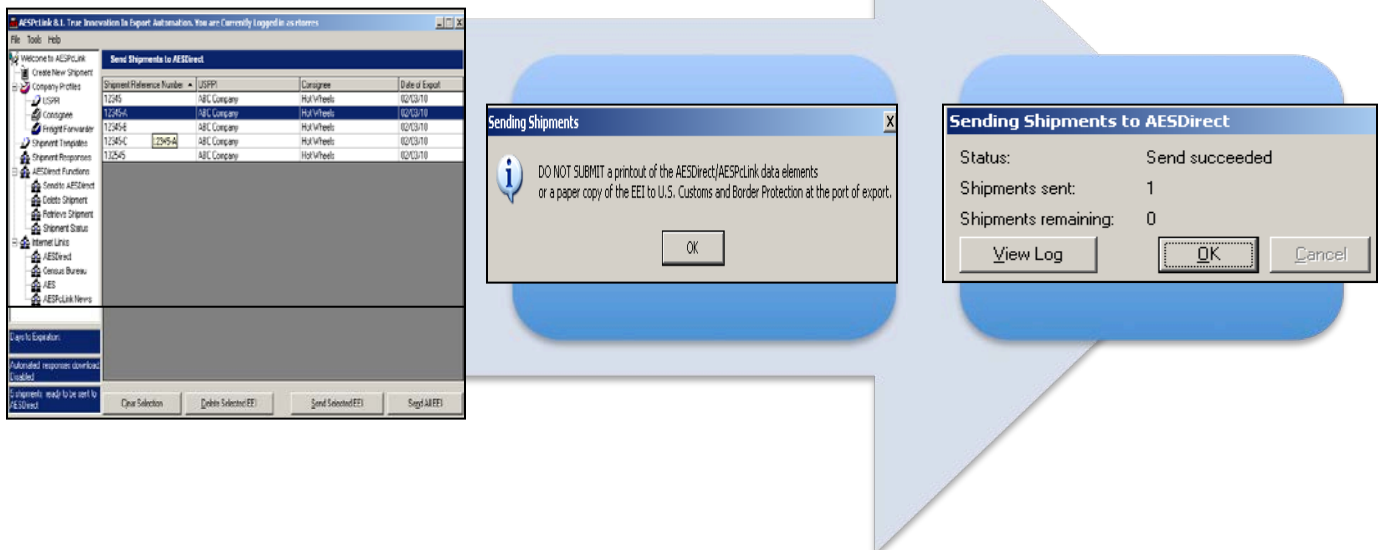 AESPcLink 8.1. True Innovation In Export Automation. You are Currently Logged in as rtorres
File Tools Help
Welcome to AESPcLink
Create New Shipment
Company Profiles
USPPI
Consignee
Freight Forwarder
Shipment Templates
Shipment Responses
AESDirect Functions
Send to AESDirect
Delete Shipment
Retrieve Shipment
Shipment Status
Internet Links
AESDirect
Census Bureau
AES
AESPcLink News
Days to Expiration:
Automated responses download
Disabled
5 shipments ready to be sent to
AESDirect
Send Shipments to AESDirect
Shipment Reference Number USPPI Consignee Date of Export
12345 ABC Company Hot Wheels 02/03/10
12345-A ABC Company Hot Wheels 02/03/10
12345-B ABC Company Hot Wheels 02/03/10
12345-C 12345-A ABC Company Hot Wheels 02/03/10
132545 ABC Company Hot Wheels 02/03/10
Clear Selection Delete Selected EEI Send Selected EEI Send All EEI
Sending Shipments X
DO NOT SUBMIT a printout of the AESDirect/AESPcLink data elements
or a paper copy of the EEI to U.S. Customs and Border Protection at the port of export.
OK
Sending Shipments to AESDirect
Status: Send succeeded
Shipments sent: 1
Shipments remaining: 0
View Log OK Cancel